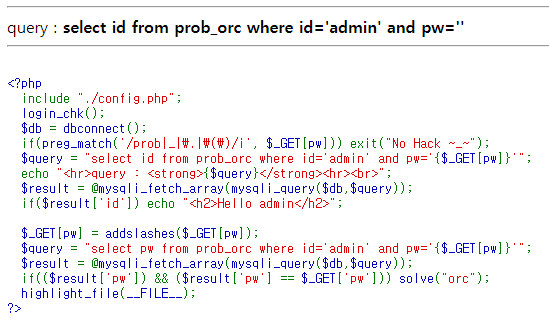 query : select id from prob_orc where id='admin' and pw=''
<?php
  include "./config.php";
  login_chk();
  $db = dbconnect();
  if(preg_match('/prob|_|₩.|₩(₩)/i', $_GET[pw])) exit("No Hack ~_~");
  $query = "select id from prob_orc where id='admin' and pw='{$_GET[pw]}'";
  echo "<hr>query : <strong>{$query}</strong><hr><br>";
  $result = @mysqli_fetch_array(mysqli_query($db,$query));
  if($result['id']) echo "<h2>Hello admin</h2>";

  $_GET[pw] = addslashes($_GET[pw]);
  $query = "select pw from prob_orc where id='admin' and pw='{$_GET[pw]}'";
  $result = @mysqli_fetch_array(mysqli_query($db,$query));
  if(($result['pw']) && ($result['pw'] == $_GET['pw'])) solve("orc");
  highlight_file(__FILE__);
?>